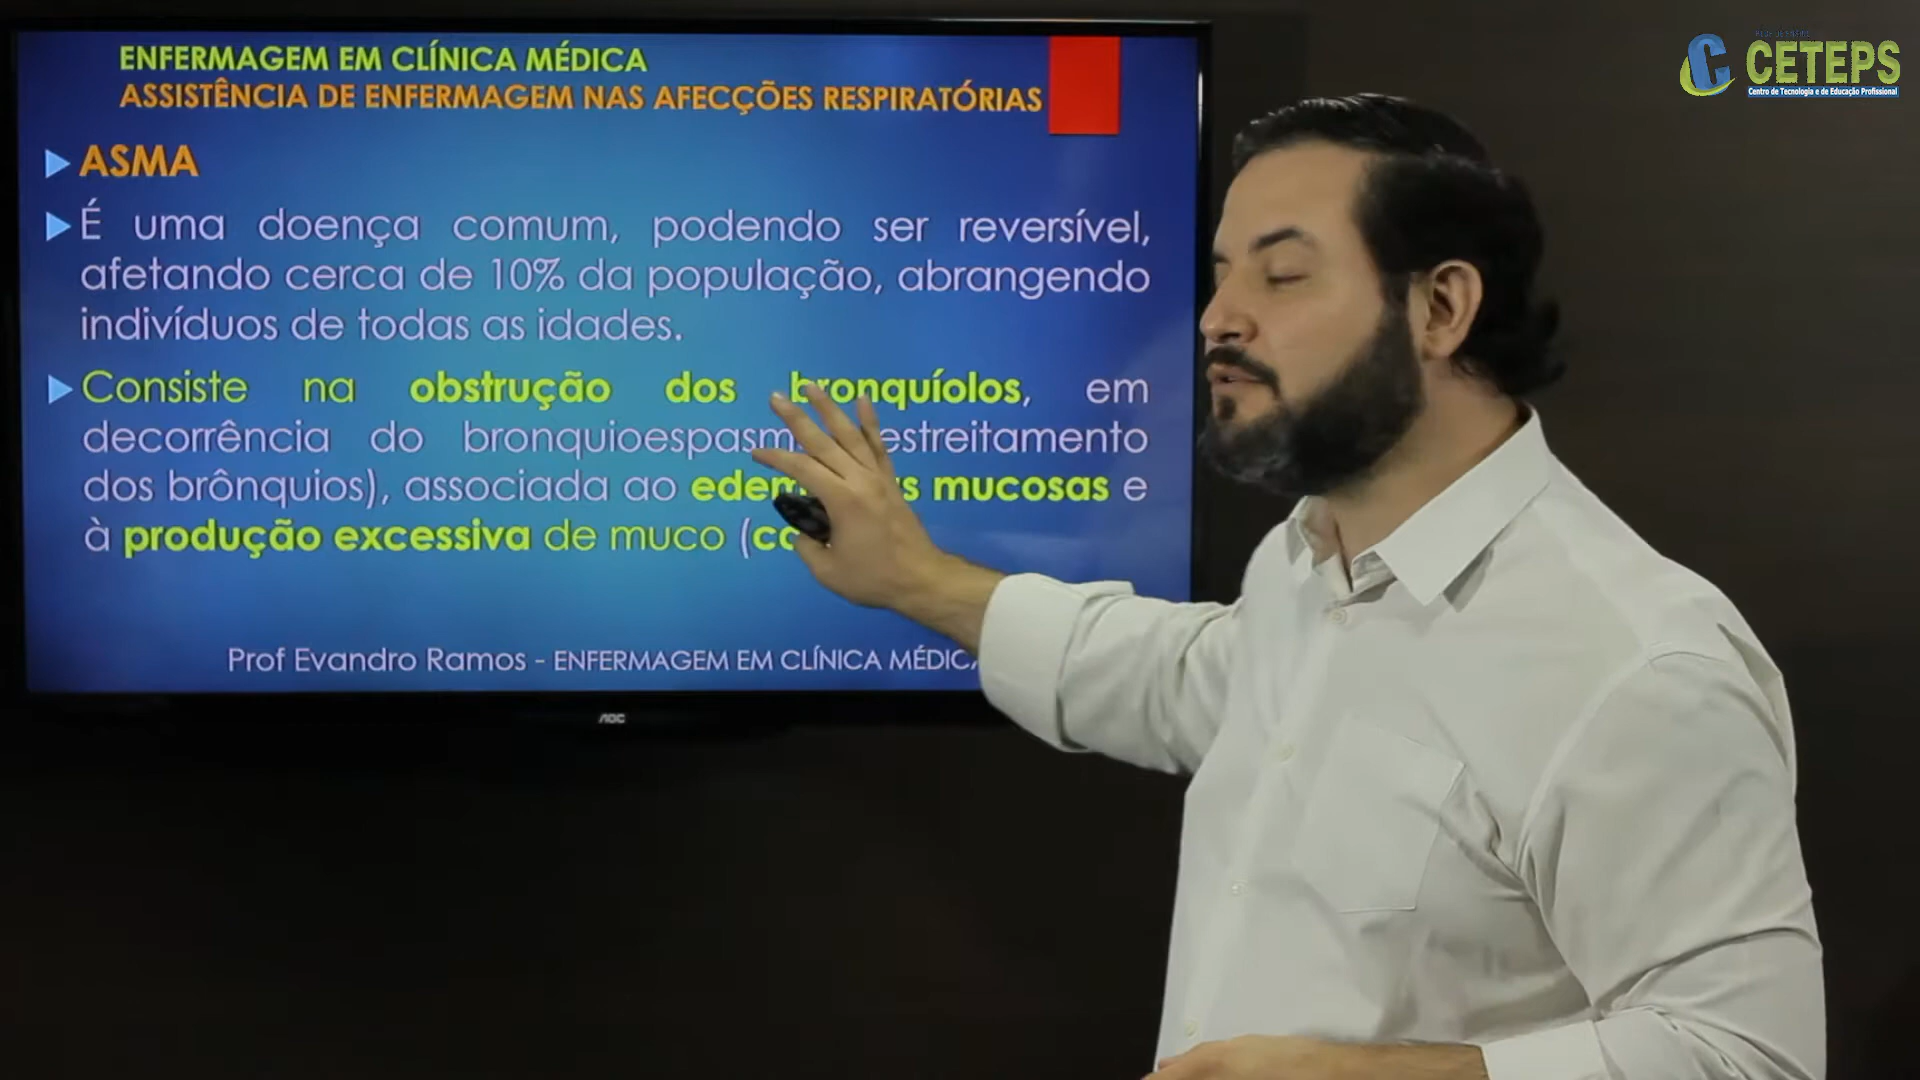 ENFERMAGEM EM CLÍNICA MÉDICA
ASSISTÊNCIA DE ENFERMAGEM NAS AFECÇÕES RESPIRATÓRIAS
ASMA
É uma doença comum, podendo ser reversível,
afetando cerca de 10% da população, abrangendo
indivíduos de todas as idades.
Consiste na obstrução dos bronquíolos, em
decorrência do estreitamento
dos brônquios), associada ao mucosas e
à produção excessiva de muco
Prof Evandro Ramos - ENFERMAGEM EM CLÍNICA
AOC
CETEPS
Centro de Tecnologia e de Educação Profissional